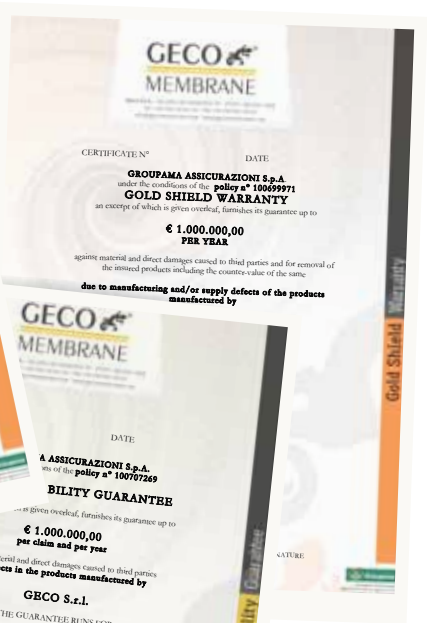 GECO
MEMBRANE
CERTIFICATE N°
DATE
GROUPAMA ASSICURAZIONI S.p.A.
under the conditions of the policy n° 100699971
GOLD SHIELD WARRANTY
an excerpt of which is given overleaf, furnishes its guarantee up to
€ 1.000.000,00
PER YEAR
against material and direct damages caused to third parties and for removal of
the insured products including the counter-value of the same
due to manufacturing and/or supply defects of the products
manufactured by
Gold Shield Warranty
GECO
MEMBRANE
DATE
A ASSICURAZIONI S.p.A.
ns of the policy n° 100707269
BILITY GUARANTEE
is given overleaf, furnishes its guarantee up to
€ 1.000.000,00
per claim and per year
erial and direct damages caused to third parties
cts in the products manufactured by
GECO S.r.l.
HE GUARANTEE RUNS FOR
lity Guarantee
NATURE